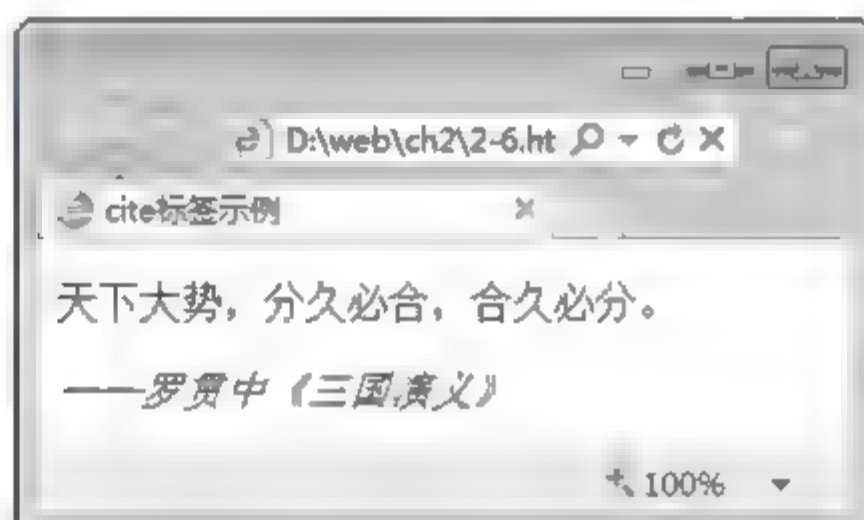 D:\web\ch2\2-6.ht
cite标签示例
天下大势，分久必合，合久必分。
——罗贯中《三国演义》
100%